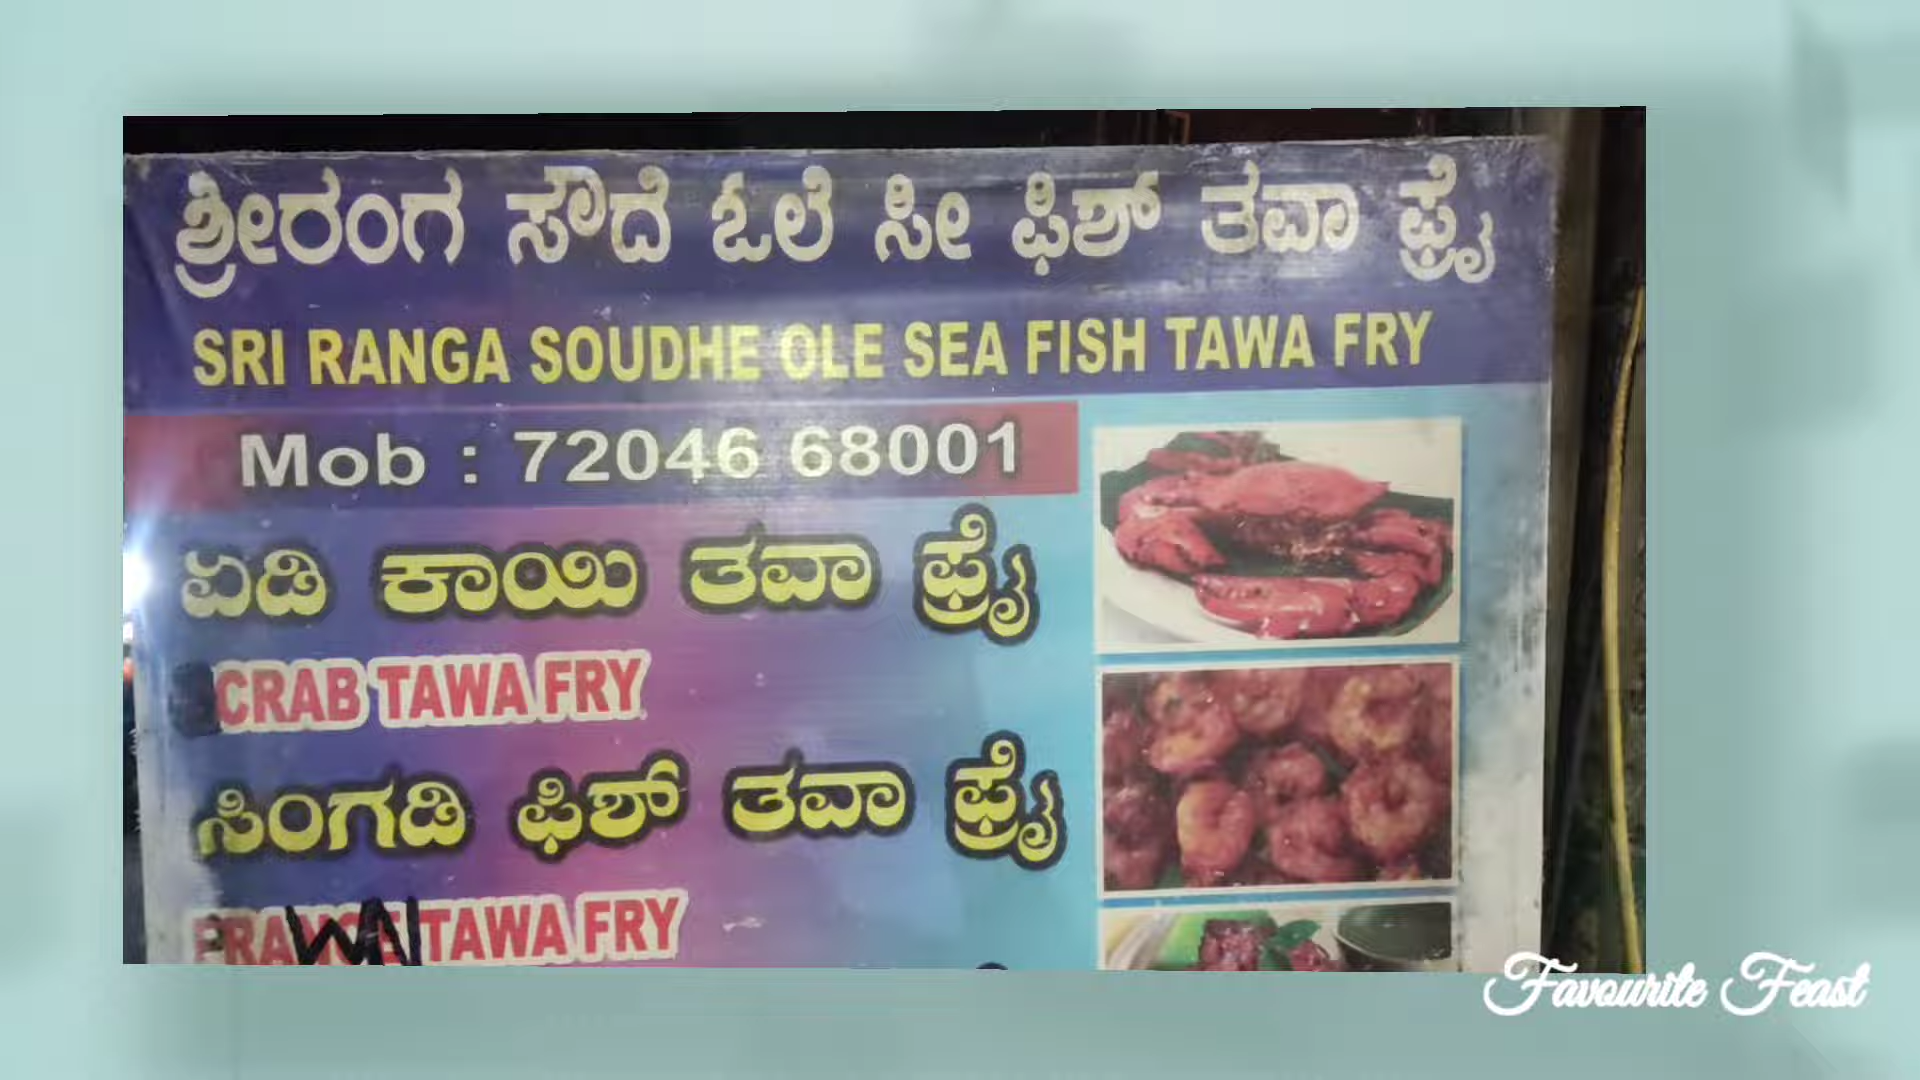 ಶ್ರೀರಂಗ ಸೌದೆ ಓಲೆ ಸೀ ಫಿಶ್ ತವಾ ಫ್ರೈ
SRI RANGA SOUDHE OLE SEA FISH TAWA FRY
Mob : 72046 68001
ಏಡಿ ಕಾಯಿ ತವಾ ಫ್ರೈ
CRAB TAWA FRY
ಸಿಂಗಡಿ ಫಿಶ್ ತವಾ ಫ್ರೈ
TAWA FRY
Favourite Feast